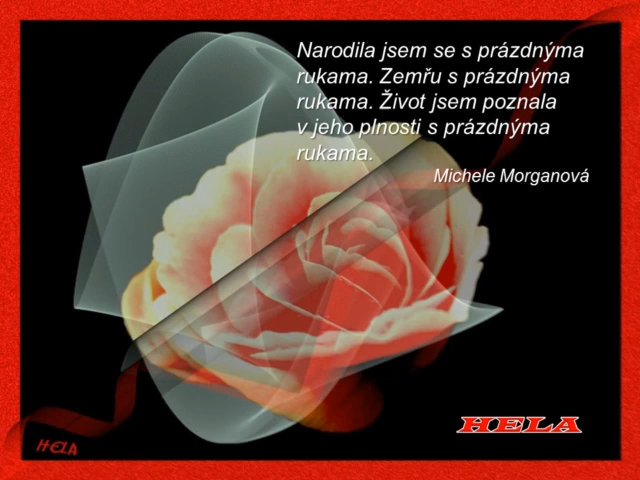 Narodila jsem se s prázdnýma
rukama. Zemřu s prázdnýma
rukama. Život jsem poznala
v jeho plnosti s prázdnýma
rukama.
Michele Morganová
HELA
HELA